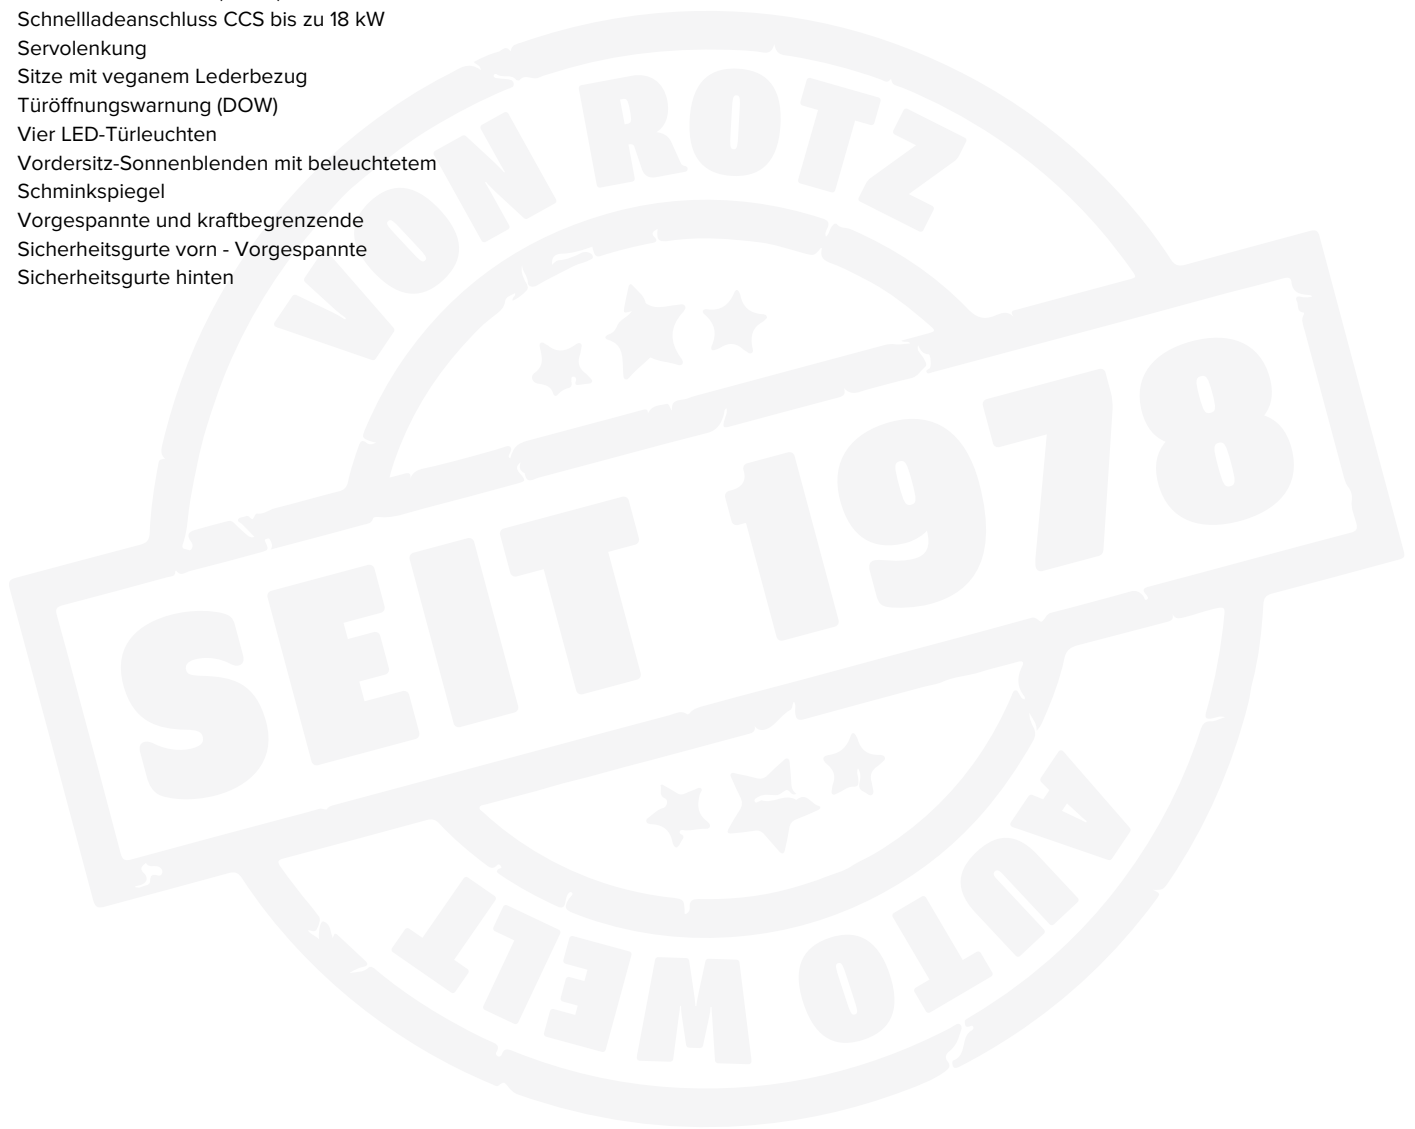 Schnellladeanschluss CCS bis zu 18 kW
Servolenkung
Sitze mit veganem Lederbezug
Türöffnungswarnung (DOW)
Vier LED-Türleuchten
Vordersitz-Sonnenblenden mit beleuchtetem
Schminkspiegel
Vorgespannte und kraftbegrenzende
Sicherheitsgurte vorn - Vorgespannte
Sicherheitsgurte hinten
VON ROTZ
SEIT 1978
AUTO WELT